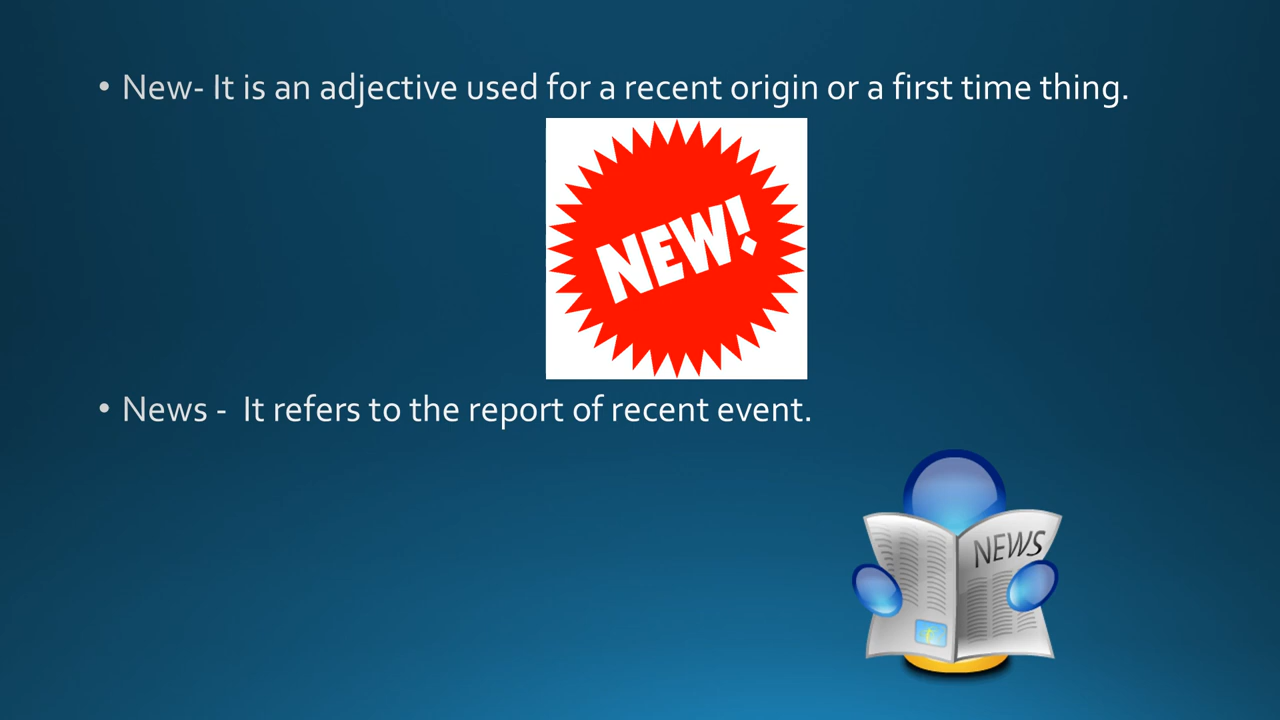 • New- It is an adjective used for a recent origin or a first time thing.
NEW!
• News - It refers to the report of recent event.
NEWS